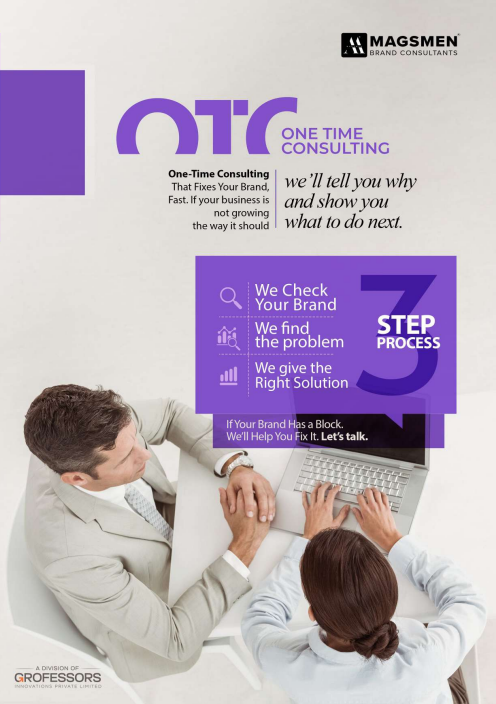 MAGSMEN
BRAND CONSULTANTS
OTC
ONE TIME
CONSULTING
One-Time Consulting
That Fixes Your Brand,
Fast. If your business is
not growing
the way it should
we'll tell you why
and show you
what to do next.
We Check
Your Brand
We find
the problem
We give the
Right Solution
3
STEP
PROCESS
If Your Brand Has a Block.
We'll Help You Fix It. Let's talk.
A DIVISION OF
GROFESSORS
INNOVATIONS PRIVATE LIMITED